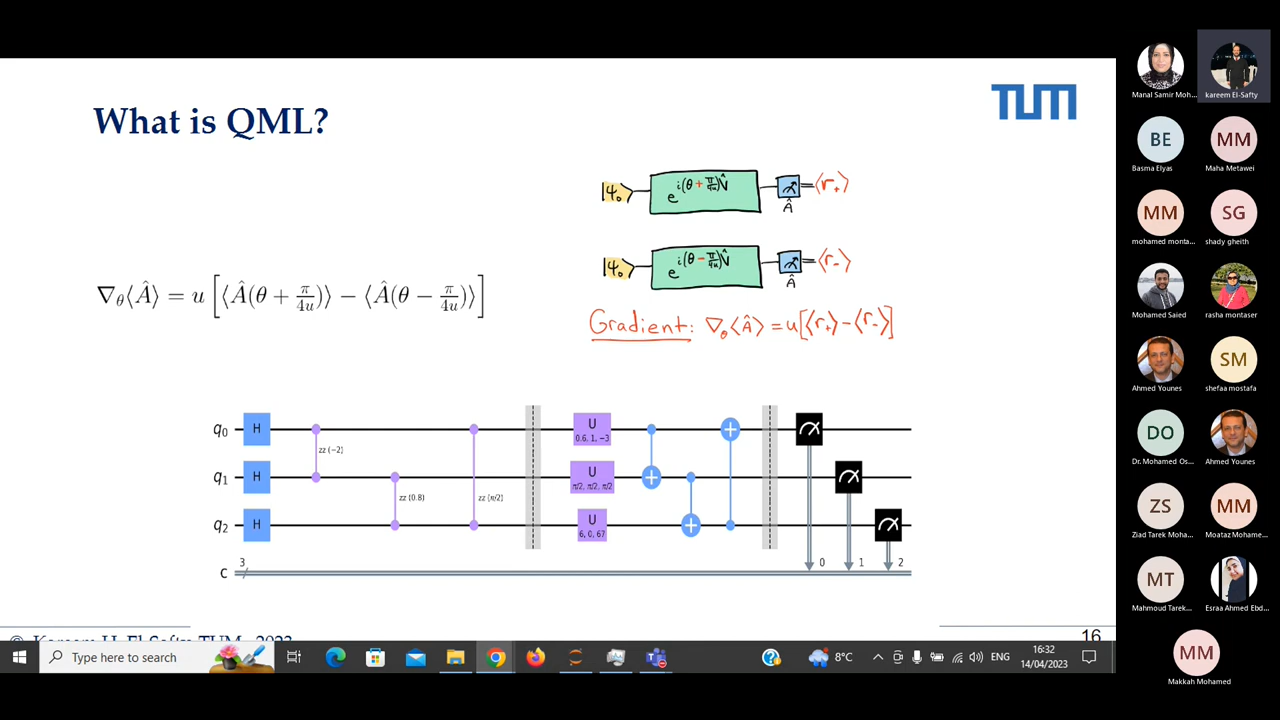 What is QML?
TUM
|ψ₀⟩ e^{i(θ + π/4u)V̂} Â ⟨r₊⟩
|ψ₀⟩ e^{i(θ − π/4u)V̂} Â ⟨r₋⟩
∇_θ⟨Â⟩ = u [⟨Â(θ + π/4u)⟩ − ⟨Â(θ − π/4u)⟩]
Gradient: ∇_θ⟨Â⟩ = u[⟨r₊⟩ − ⟨r₋⟩]
q₀ H U
0.6, 1, −3
zz (−2)
q₁ H U
π/2, π/2, π/2
zz (0.8) zz (π/2)
q₂ H U
6, 0, 67
3 0 1 2
c
16
Type here to search
8°C
ENG
16:32
14/04/2023
Manal Samir Moh...
kareem El-Safty
BE
Basma Elyas
MM
Maha Metawei
MM
mohamed monta...
SG
shady gheith
Mohamed Saied
rasha montaser
Ahmed Younes
SM
shefaa mostafa
DO
Dr. Mohamed Os...
Ahmed Younes
ZS
Ziad Tarek Moha...
MM
Moataz Mohame...
MT
Mahmoud Tarek...
Esraa Ahmed Ebd...
MM
Makkah Mohamed